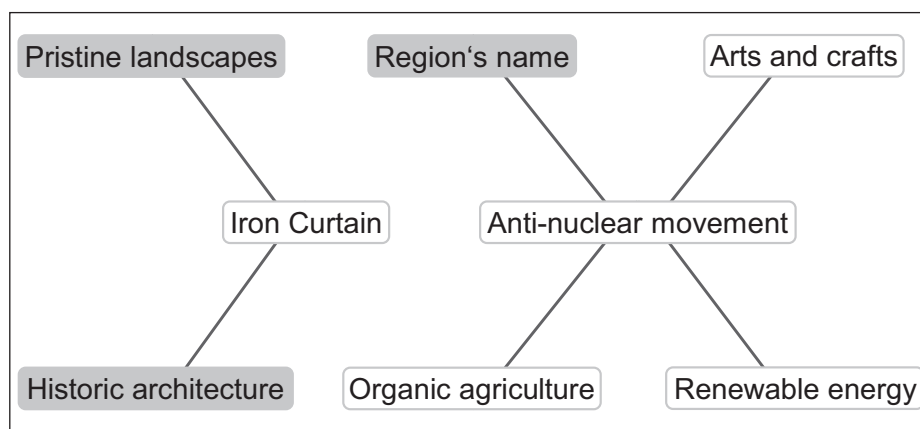 Pristine landscapes
Region‘s name
Arts and crafts
Iron Curtain
Anti-nuclear movement
Historic architecture
Organic agriculture
Renewable energy